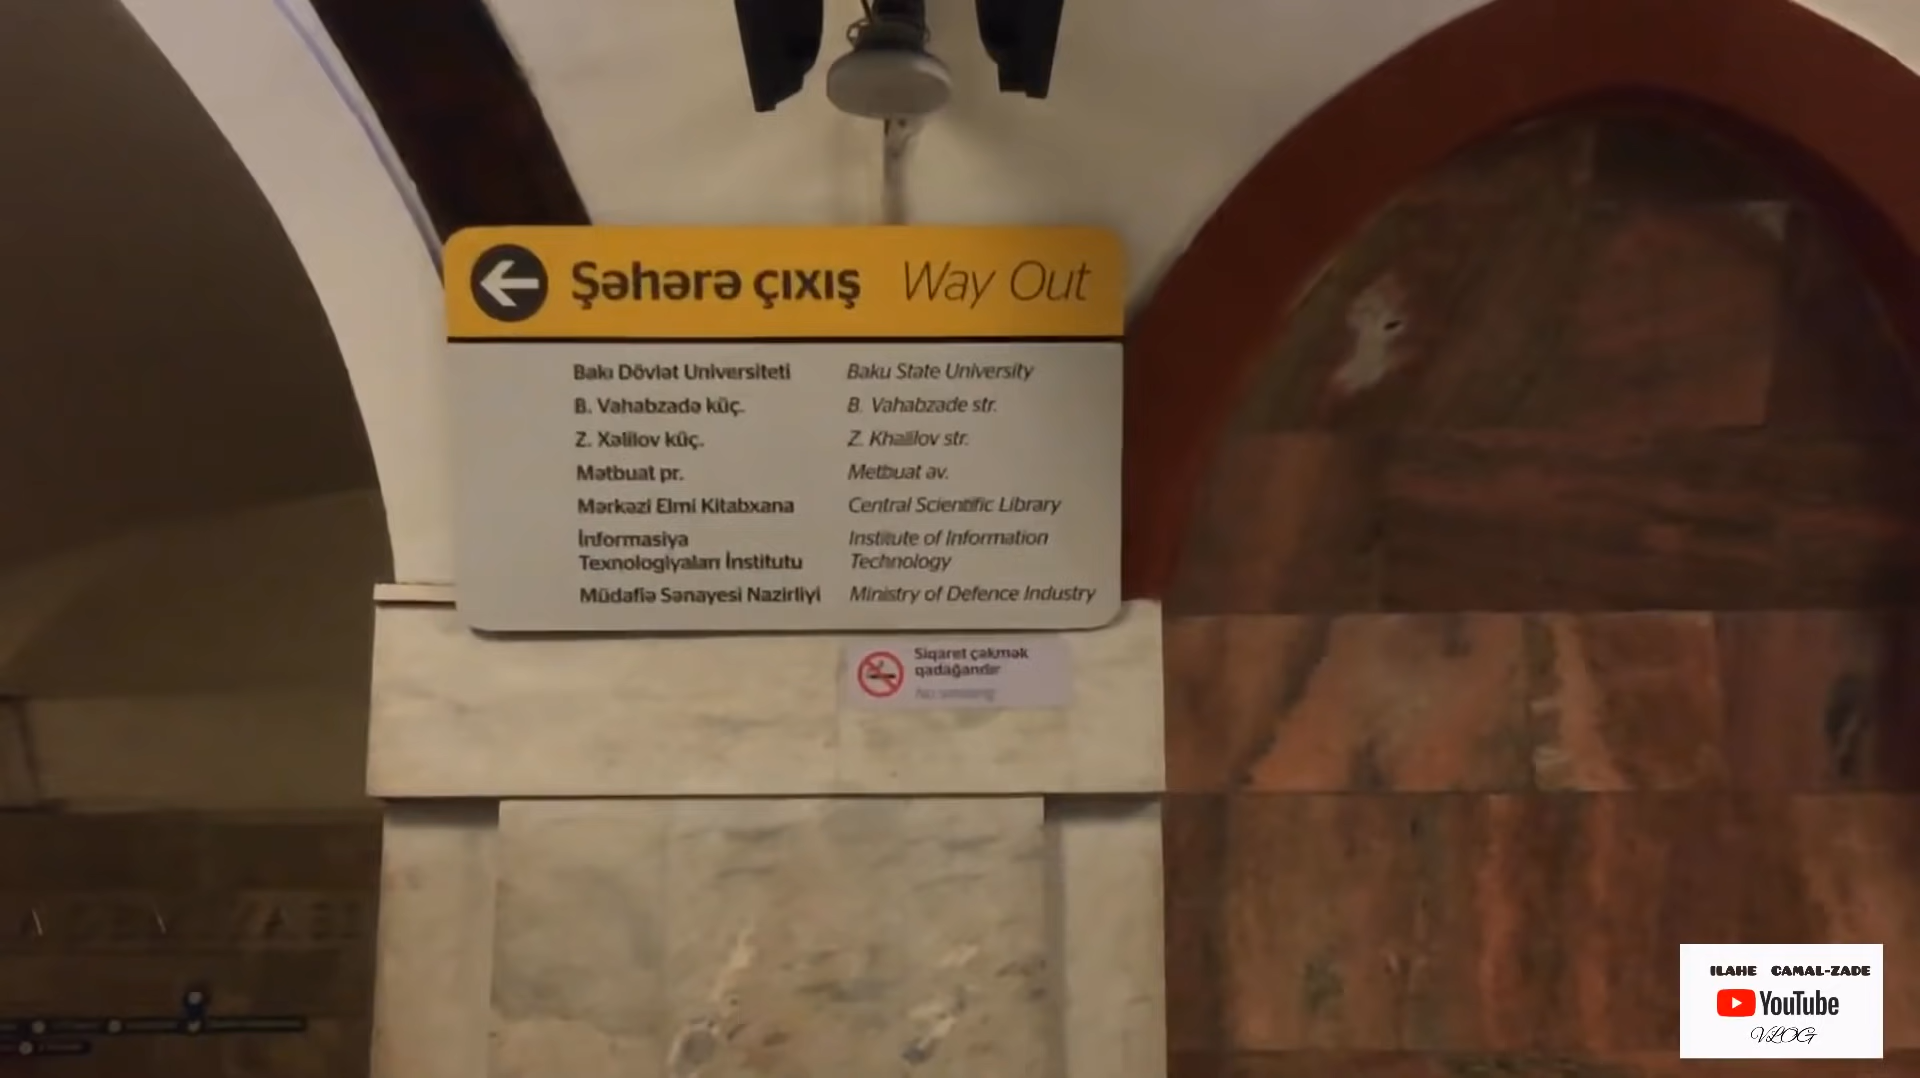 Şəhərə çıxış Way Out
Bakı Dövlət Universiteti Baku State University
B. Vahabzadə küç. B. Vahabzade str.
Z. Xəlilov küç. Z. Khalilov str.
Mətbuat pr. Metbuat av.
Mərkəzi Elmi Kitabxana Central Scientific Library
İnformasiya Institute of Information
Texnologiyaları İnstitutu Technology
Müdafiə Sənayesi Nazirliyi Ministry of Defence Industry
Siqaret çəkmək
qadağandır
No smoking
ILAHE CAMAL-ZADE
YouTube
VLOG